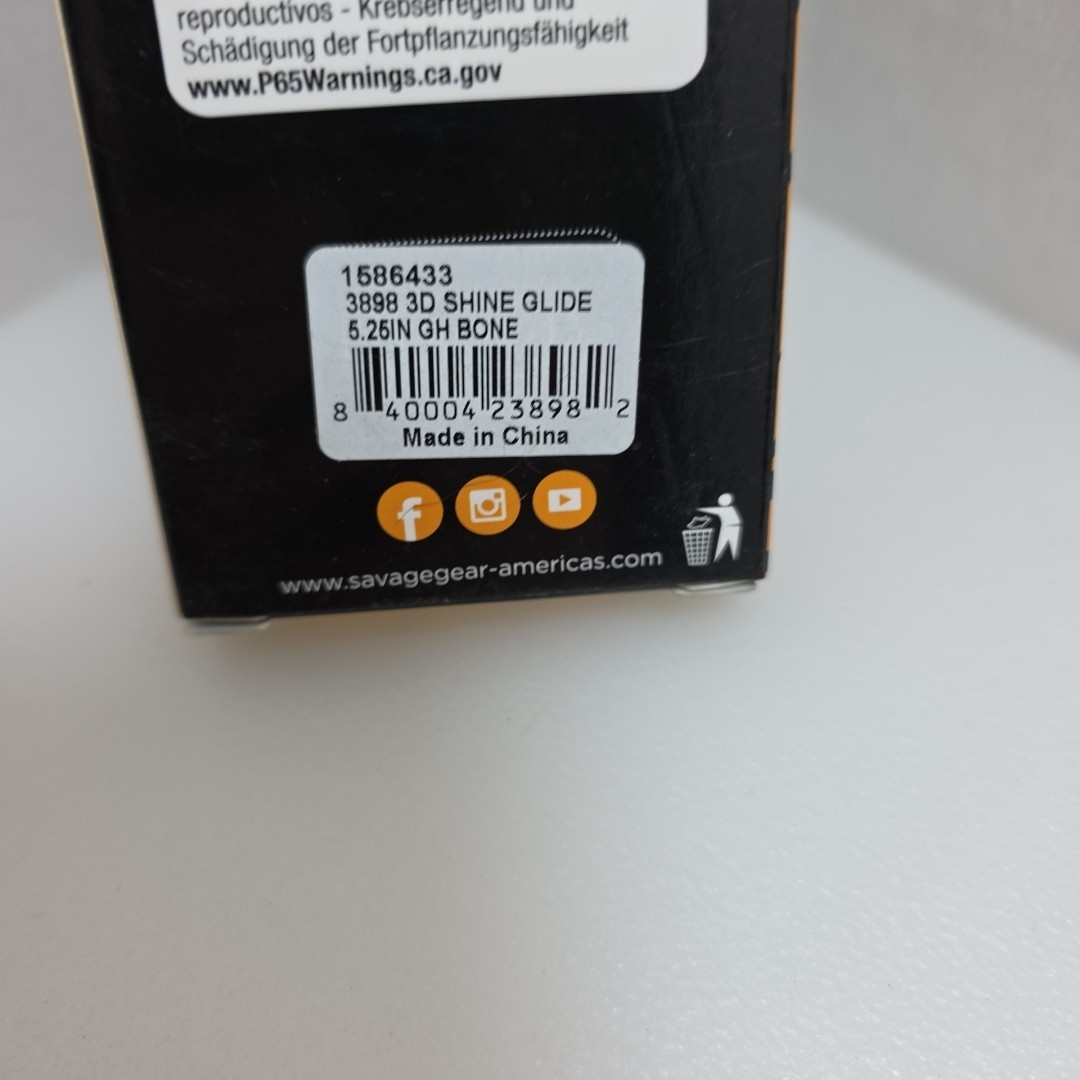 reproductivos - Krebserregend und
Schädigung der Fortpflanzungsfähigkeit
www.P65Warnings.ca.gov
1586433
3898 3D SHINE GLIDE
5.25IN GH BONE
8 40004 23898 2
Made in China
www.savagegear-americas.com